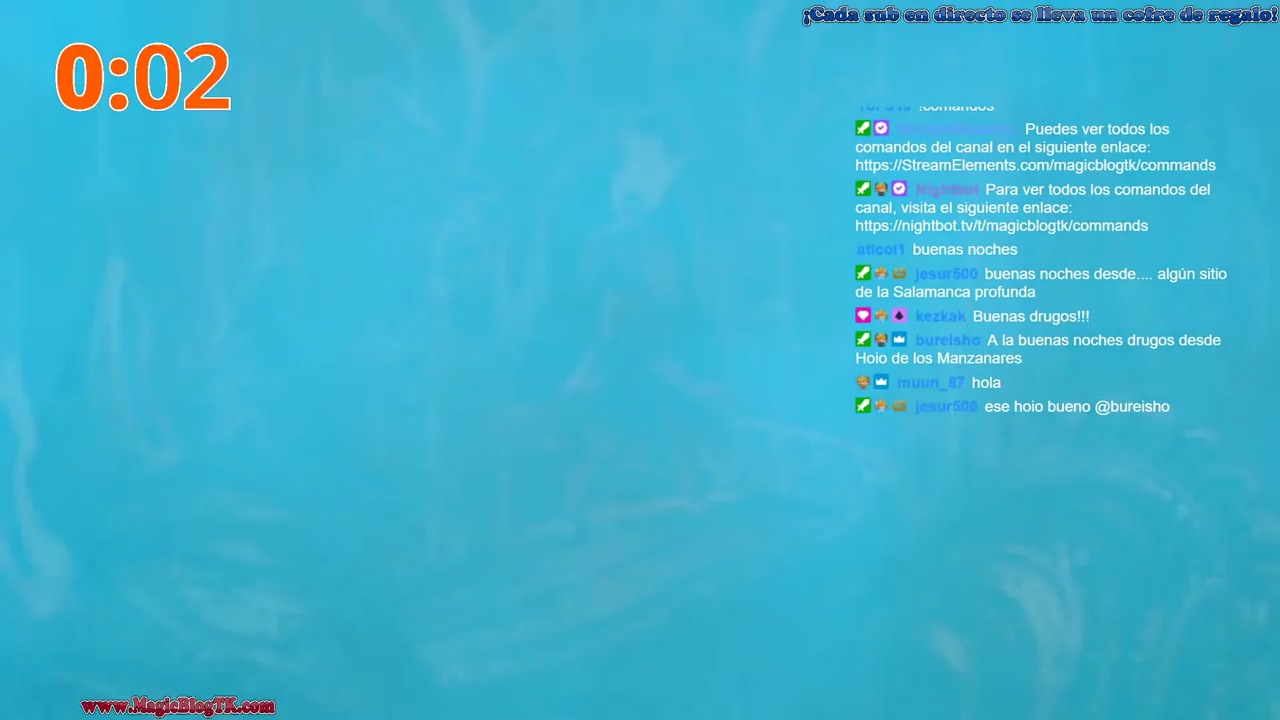 ¡Cada sub en directo se lleva un cofre de regalo!
0:02
!comandos
Puedes ver todos los
comandos del canal en el siguiente enlace:
https://StreamElements.com/magicblogtk/commands
Nightbot Para ver todos los comandos del
canal, visita el siguiente enlace:
https://nightbot.tv/t/magicblogtk/commands
aticol1 buenas noches
jesur500 buenas noches desde.... algún sitio
de la Salamanca profunda
kezkak Buenas drugos!!!
bureisho A la buenas noches drugos desde
Hoio de los Manzanares
muun_87 hola
jesur500 ese hoio bueno @bureisho
www.MagicBlogTK.com